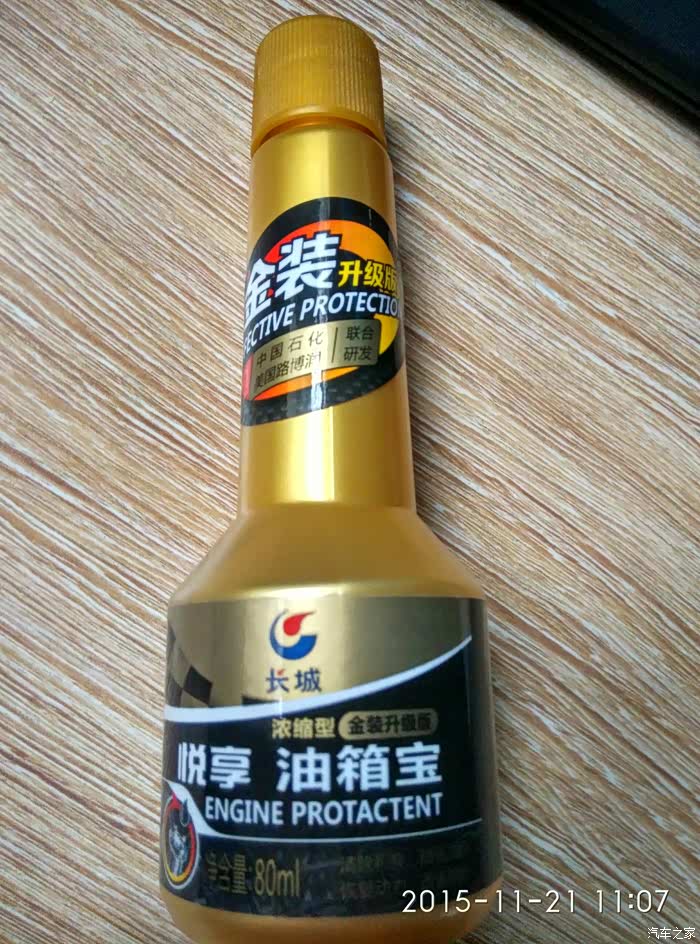 金装 升级版
ECTIVE PROTECTIO
中国石化
美国路博润
联合
研发
长城
浓缩型 金装升级版
悦享 油箱宝
ENGINE PROTACTENT
净含量:80ml
2015-11-21 11:07
汽车之家